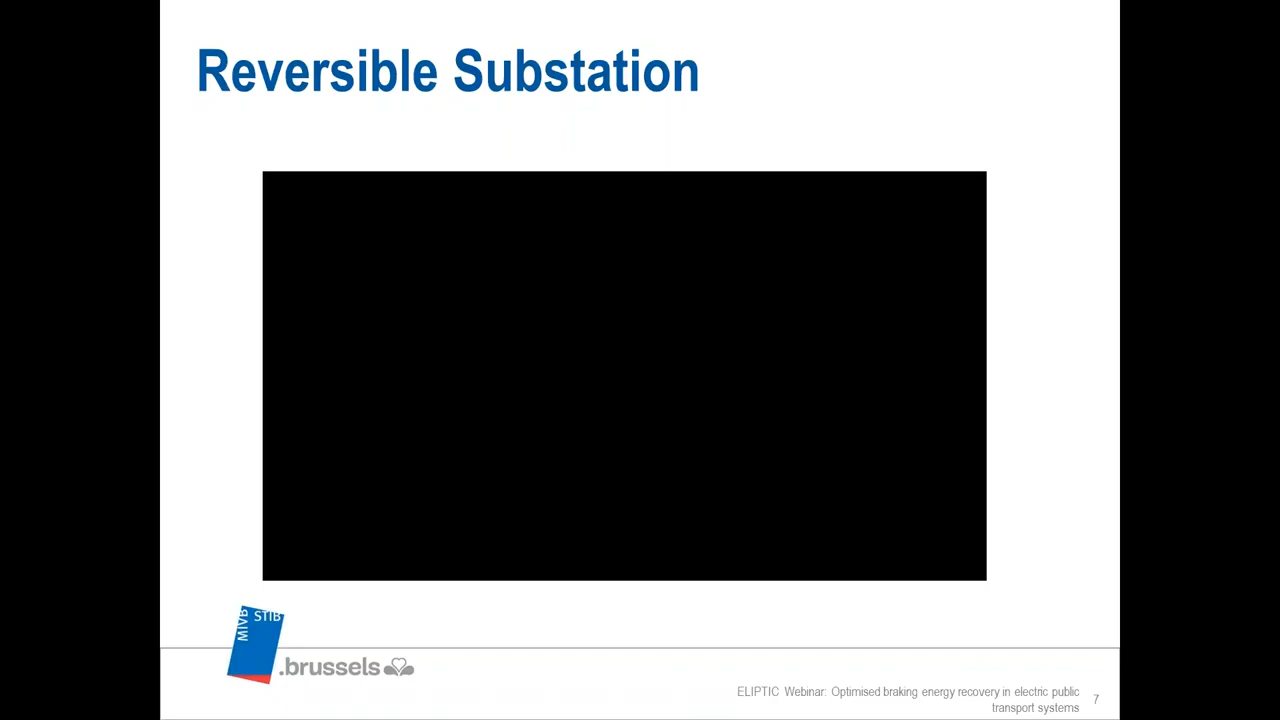 Reversible Substation
MIVB
STIB
.brussels
ELIPTIC Webinar: Optimised braking energy recovery in electric public
transport systems
7